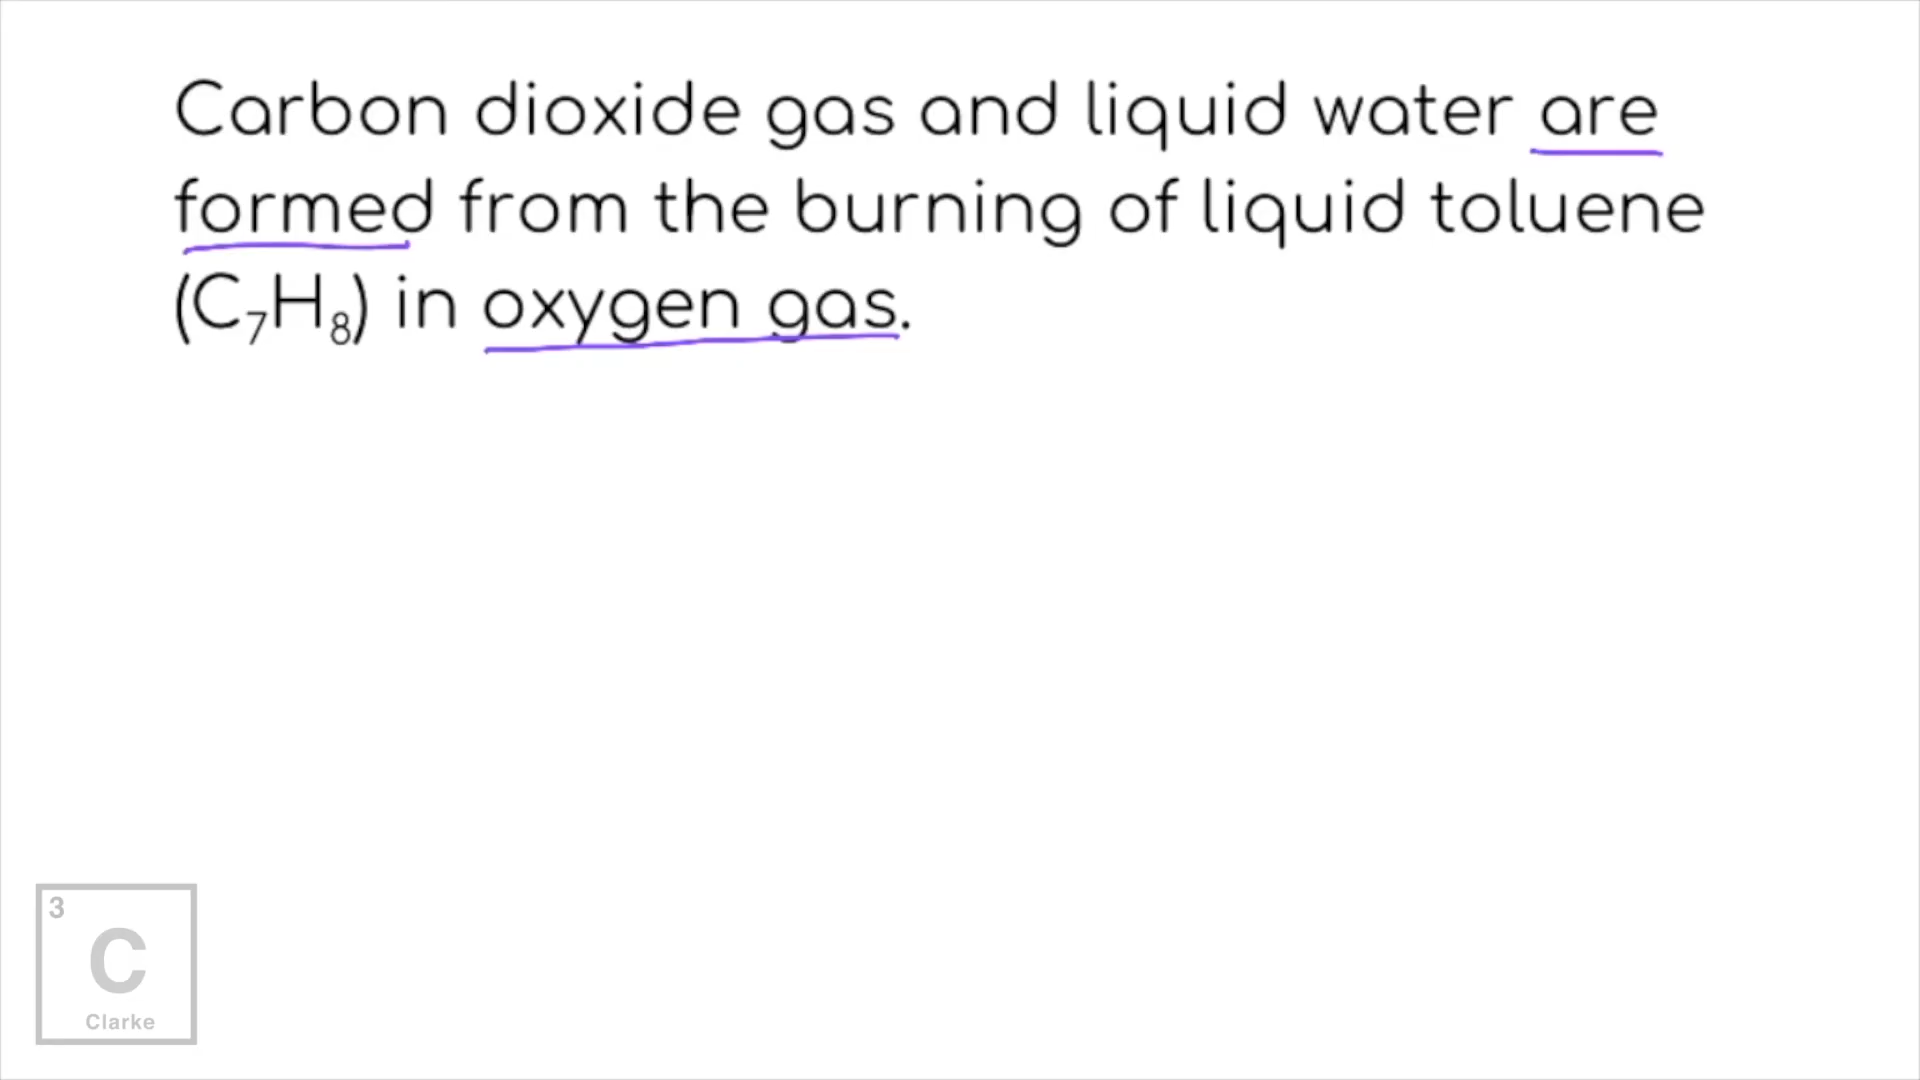 Carbon dioxide gas and liquid water are
formed from the burning of liquid toluene
(C₇H₈) in oxygen gas.
3
C
Clarke